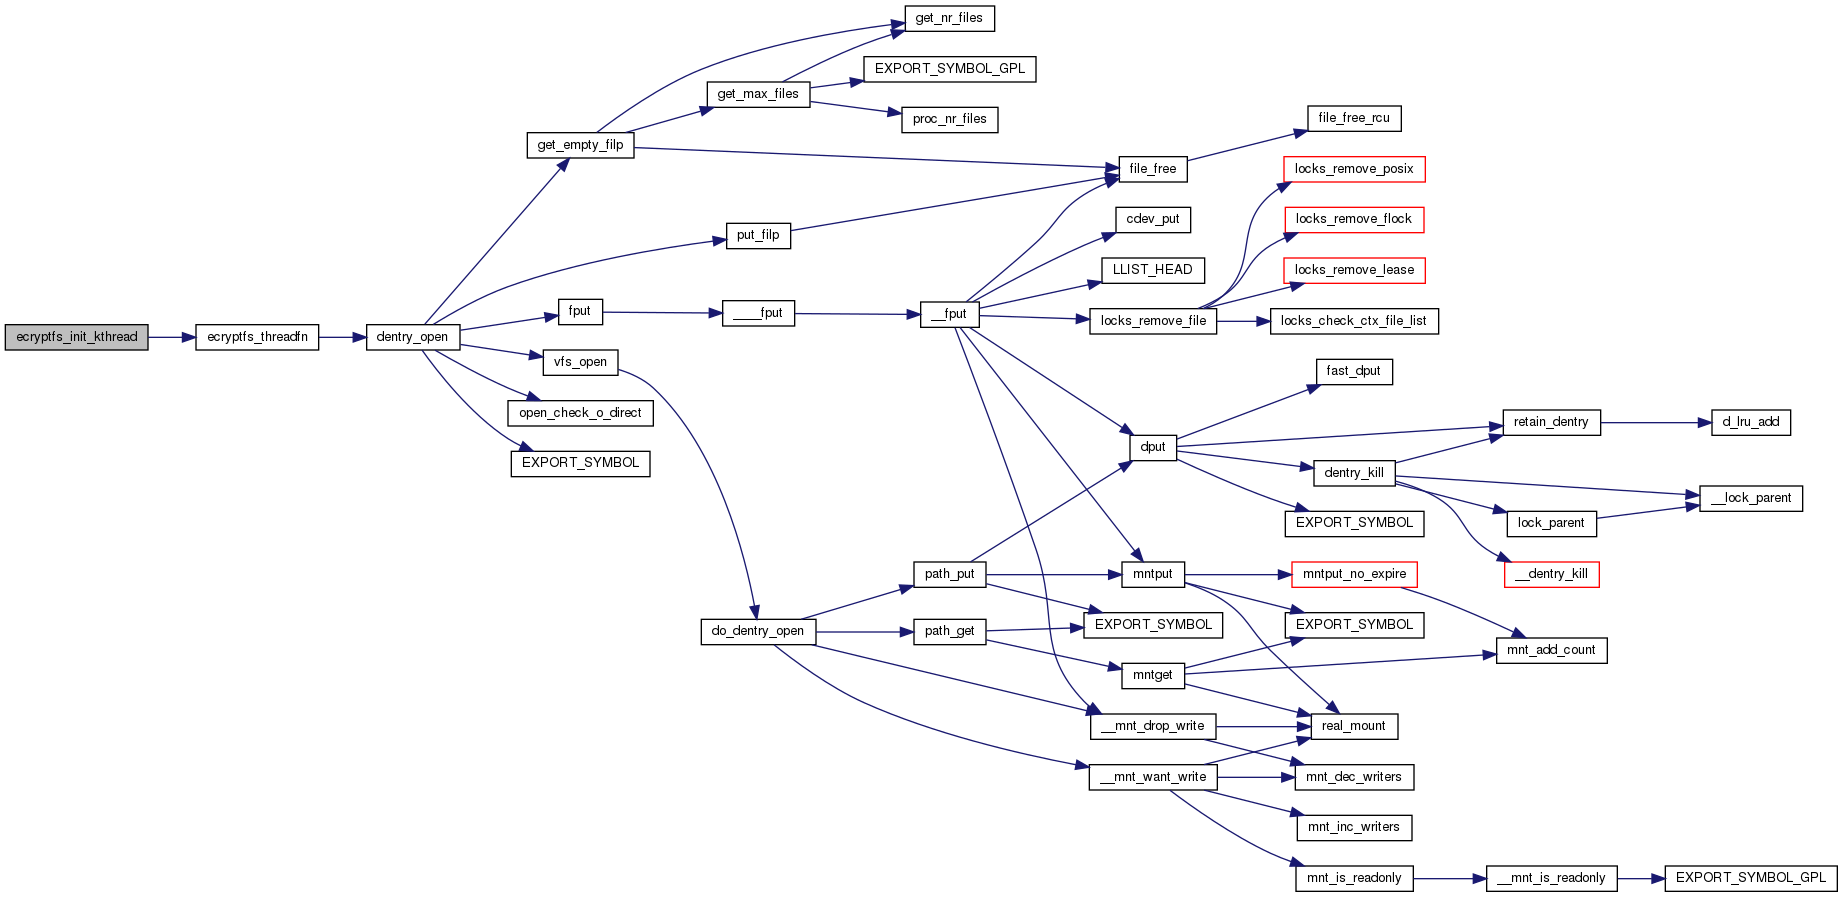 get_nr_files
EXPORT_SYMBOL_GPL
get_max_files
proc_nr_files
file_free_rcu
get_empty_filp
file_free
locks_remove_posix
cdev_put
locks_remove_flock
put_filp
LLIST_HEAD
locks_remove_lease
fput
____fput
__fput
locks_remove_file
locks_check_ctx_file_list
ecryptfs_init_kthread
ecryptfs_threadfn
dentry_open
vfs_open
fast_dput
open_check_o_direct
retain_dentry
d_lru_add
dput
EXPORT_SYMBOL
dentry_kill
__lock_parent
EXPORT_SYMBOL
lock_parent
path_put
mntput
mntput_no_expire
__dentry_kill
do_dentry_open
path_get
EXPORT_SYMBOL
EXPORT_SYMBOL
mnt_add_count
mntget
__mnt_drop_write
real_mount
__mnt_want_write
mnt_dec_writers
mnt_inc_writers
mnt_is_readonly
__mnt_is_readonly
EXPORT_SYMBOL_GPL